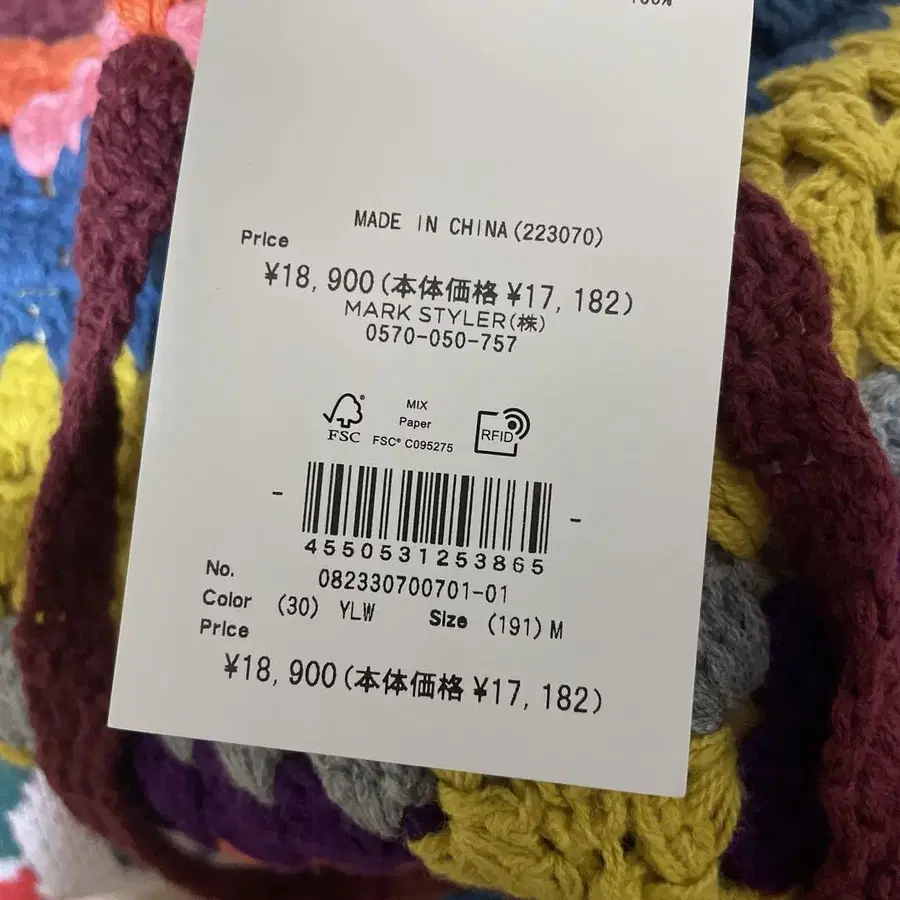 100%
MADE IN CHINA(223070)
Price
¥18,900(本体価格 ¥17,182)
MARK STYLER(株)
0570-050-757
FSC
MIX
Paper
FSC® C095275
RFID
4550531253865
No. 082330700701-01
Color (30) YLW Size (191)M
Price
¥18,900(本体価格 ¥17,182)